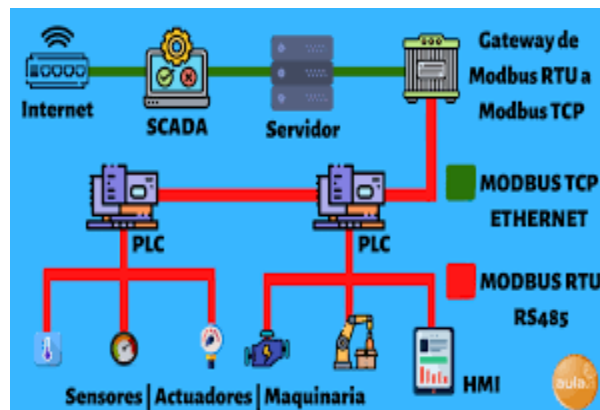 Internet
SCADA
Servidor
Gateway de
Modbus RTU a
Modbus TCP
PLC
PLC
MODBUS TCP
ETHERNET
MODBUS RTU
RS485
Sensores | Actuadores | Maquinaria
HMI
aula